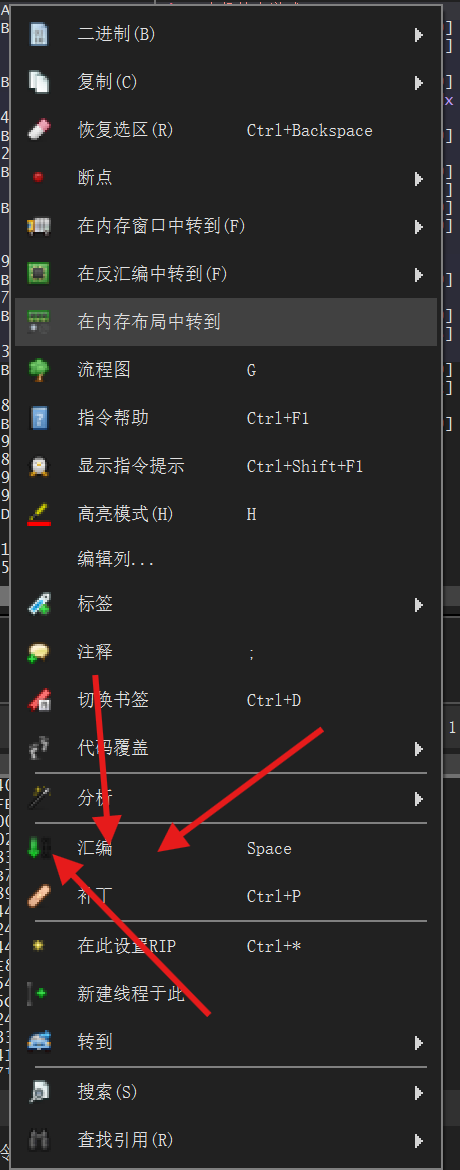 二进制(B)
复制(C)
恢复选区(R) Ctrl+Backspace
断点
在内存窗口中转到(F)
在反汇编中转到(F)
在内存布局中转到
流程图 G
指令帮助 Ctrl+F1
显示指令提示 Ctrl+Shift+F1
高亮模式(H) H
编辑列...
标签
注释 ;
切换书签 Ctrl+D
代码覆盖
分析
汇编 Space
补丁 Ctrl+P
在此设置RIP Ctrl+*
新建线程于此
转到
搜索(S)
查找引用(R)